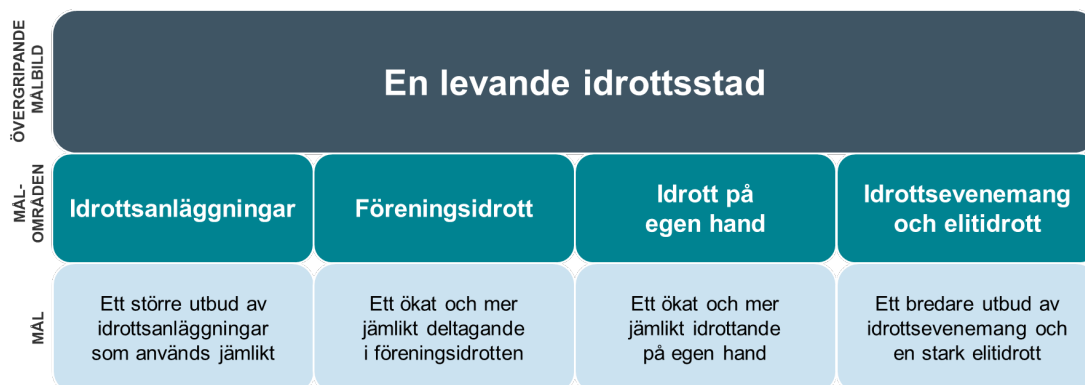 ÖVERGRIPANDE
MÅLBILD
En levande idrottsstad
MÅL-
OMRÅDEN
Idrottsanläggningar
Föreningsidrott
Idrott på
egen hand
Idrottsevenemang
och elitidrott
MÅL
Ett större utbud av
idrottsanläggningar
som används jämlikt
Ett ökat och mer
jämlikt deltagande
i föreningsidrotten
Ett ökat och mer
jämlikt idrottande
på egen hand
Ett bredare utbud av
idrottsevenemang och
en stark elitidrott